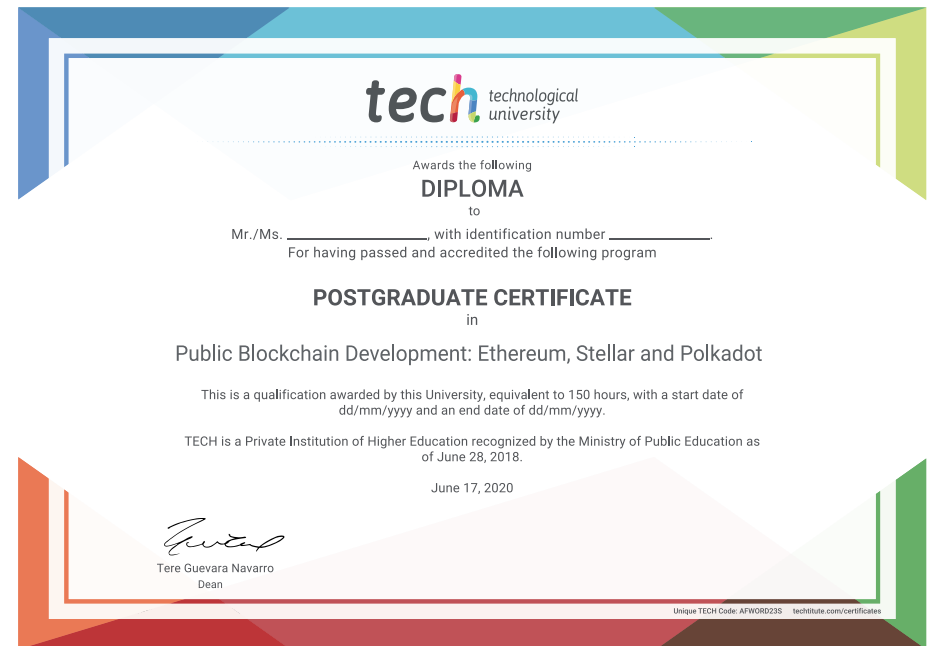 tech technological
university
Awards the following
DIPLOMA
to
Mr./Ms. ____________________, with identification number ______________.
For having passed and accredited the following program
POSTGRADUATE CERTIFICATE
in
Public Blockchain Development: Ethereum, Stellar and Polkadot
This is a qualification awarded by this University, equivalent to 150 hours, with a start date of
dd/mm/yyyy and an end date of dd/mm/yyyy.
TECH is a Private Institution of Higher Education recognized by the Ministry of Public Education as
of June 28, 2018.
June 17, 2020
Tere Guevara Navarro
Dean
Unique TECH Code: AFWORD23S techtitute.com/certificates